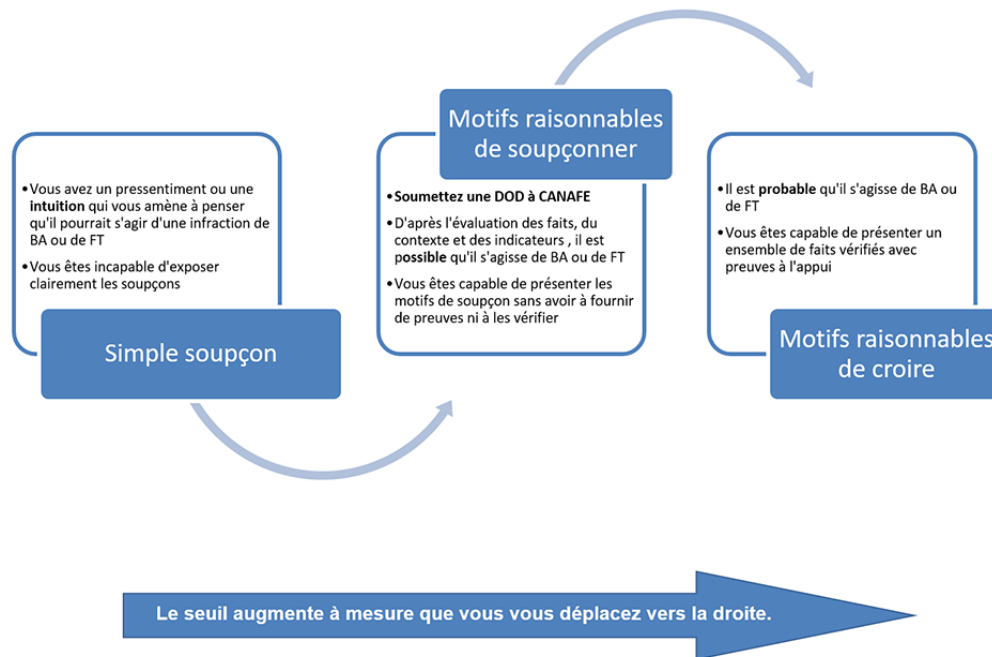 • Vous avez un pressentiment ou une
intuition qui vous amène à penser
qu'il pourrait s'agir d'une infraction de
BA ou de FT
• Vous êtes incapable d'exposer
clairement les soupçons
Simple soupçon
Motifs raisonnables
de soupçonner
• Soumettez une DOD à CANAFE
• D'après l'évaluation des faits, du
contexte et des indicateurs , il est
possible qu'il s'agisse de BA ou de FT
• Vous êtes capable de présenter les
motifs de soupçon sans avoir à fournir
de preuves ni à les vérifier
• Il est probable qu'il s'agisse de BA ou
de FT
• Vous êtes capable de présenter un
ensemble de faits vérifiés avec
preuves à l'appui
Motifs raisonnables
de croire
Le seuil augmente à mesure que vous vous déplacez vers la droite.